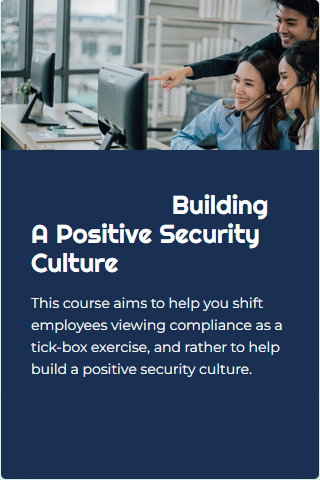 Building
A Positive Security
Culture
This course aims to help you shift
employees viewing compliance as a
tick-box exercise, and rather to help
build a positive security culture.